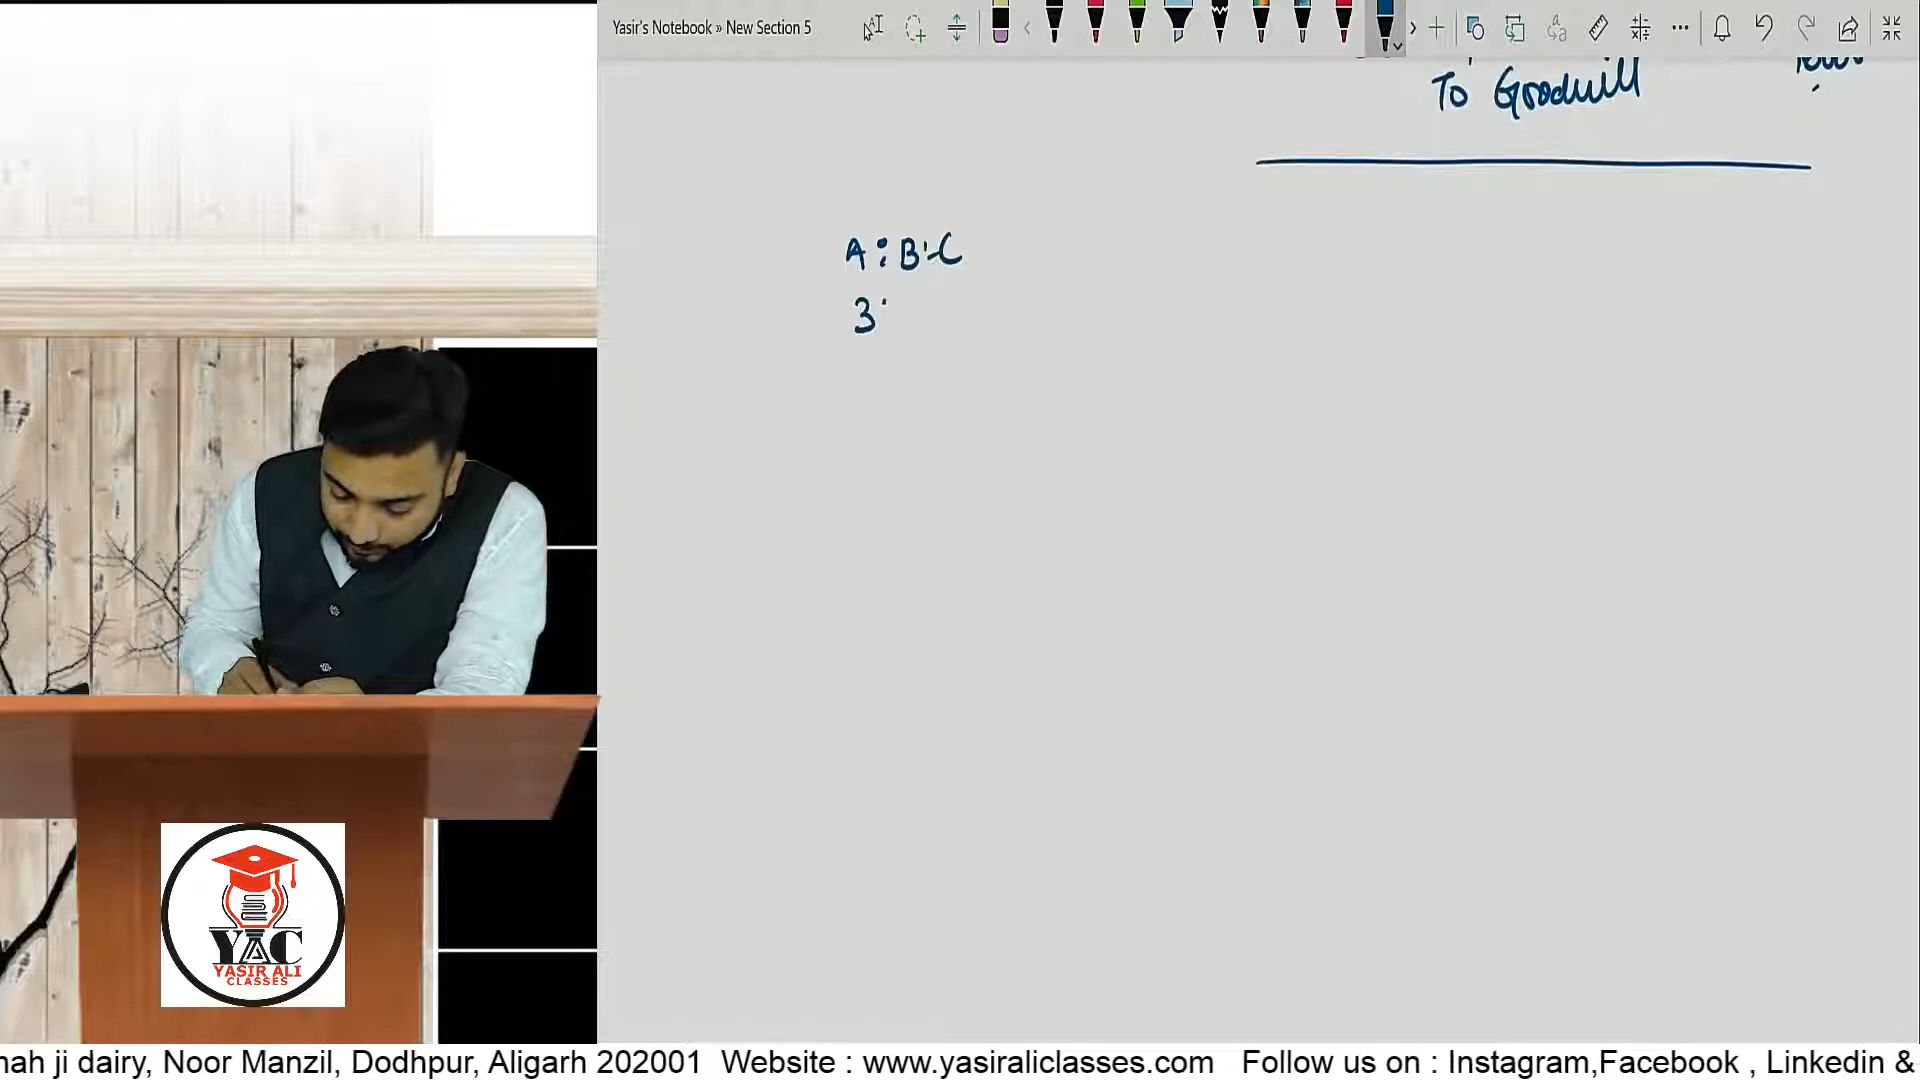 Yasir's Notebook » New Section 5
To Goodwill
A : B : C
3 :
YAC
YASIR ALI
CLASSES
ji dairy, Noor Manzil, Dodhpur, Aligarh 202001 Website : www.yasiraliclasses.com Follow us on : Instagram,Facebook , Linkedin &